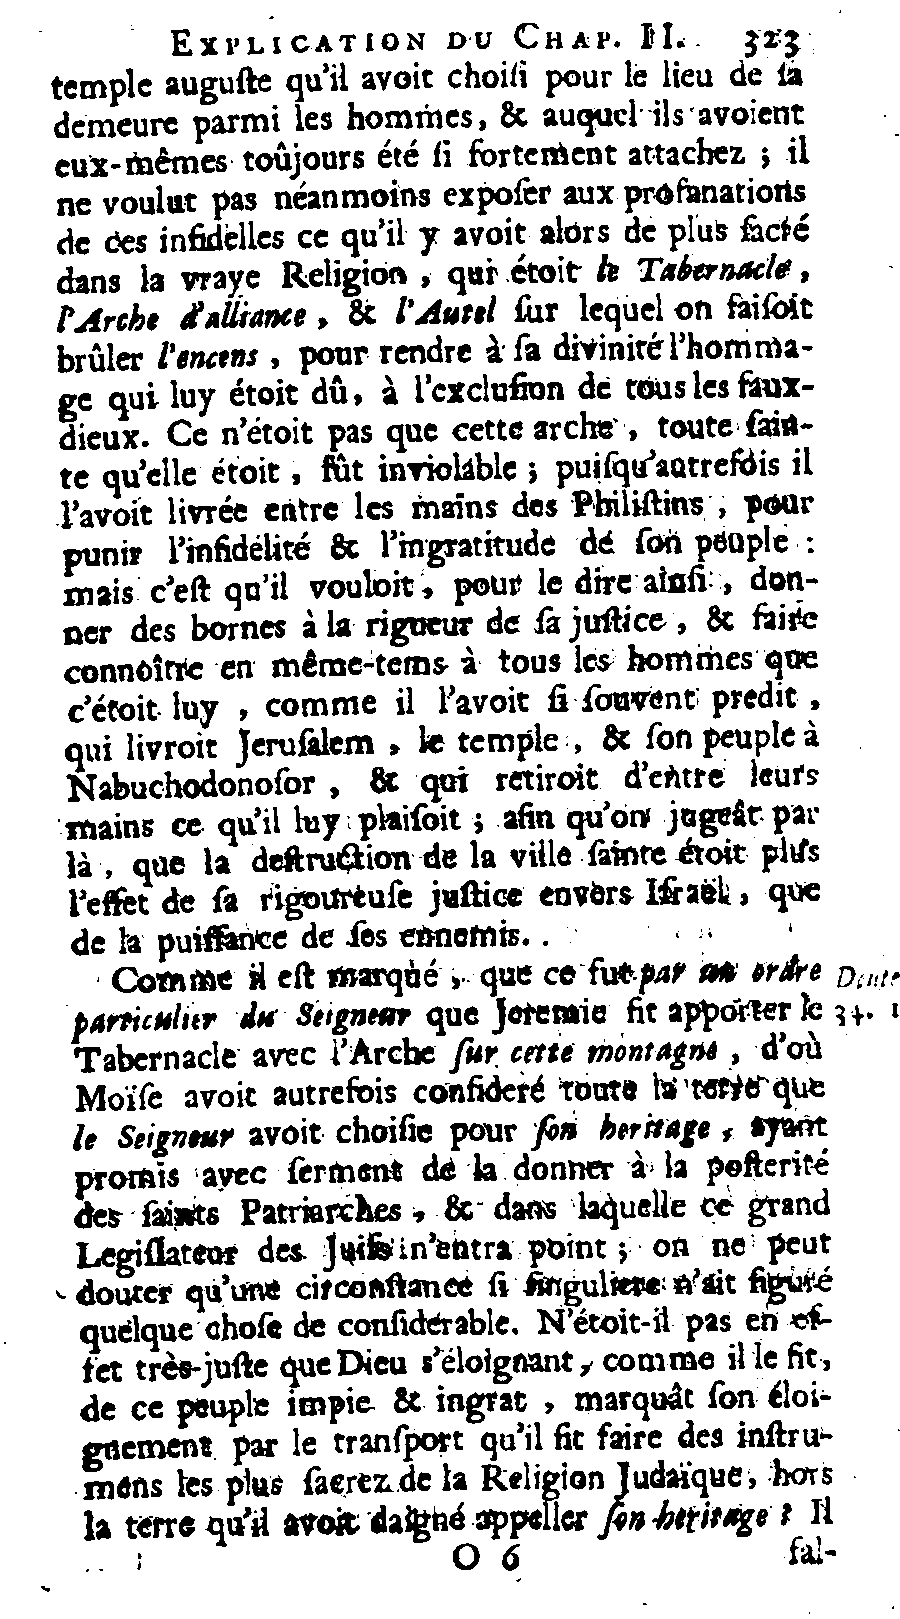 EXPLICATION DU CHAP. II. 323
temple auguſte qu'il avoit choiſi pour le lieu de ſa
demeure parmi les hommes, & auquel ils avoient
eux-mêmes toûjours été ſi fortement attachez ; il
ne voulut pas néanmoins expoſer aux profanations
de ces infidelles ce qu'il y avoit alors de plus ſacré
dans la vraye Religion , qui étoit le Tabernacle ,
l'Arche d'alliance , & l'Autel ſur lequel on faiſoit
brûler l'encens , pour rendre à ſa divinité l'homma-
ge qui luy étoit dû, à l'excluſion de tous les faux-
dieux. Ce n'étoit pas que cette arche , toute ſain-
te qu'elle étoit , fût inviolable ; puiſqu'autrefois il
l'avoit livrée entre les mains des Philiſtins , pour
punir l'infidélité & l'ingratitude de ſon peuple :
mais c'eſt qu'il vouloit, pour le dire ainſi , don-
ner des bornes à la rigueur de ſa juſtice , & faire
connoître en même-tems à tous les hommes que
c'étoit luy , comme il l'avoit ſi ſouvent predit ,
qui livroit Jeruſalem , le temple , & ſon peuple à
Nabuchodonoſor , & qui retiroit d'entre leurs
mains ce qu'il luy plaiſoit ; afin qu'on jugeât par
là , que la deſtruction de la ville ſainte étoit plus
l'effet de ſa rigoureuſe juſtice envers Iſraël , que
de la puiſſance de ſes ennemis.
Comme il eſt marqué , que ce fut par un ordre
particulier du Seigneur que Jeremie fit apporter le
Tabernacle avec l'Arche ſur cette montagne , d'où
Moïſe avoit autrefois conſideré toute la terre que
le Seigneur avoit choiſie pour ſon heritage , ayant
promis avec ſerment de la donner à la poſterité
des ſaints Patriarches , & dans laquelle ce grand
Legiſlateur des Juifs n'entra point ; on ne peut
douter qu'une circonſtance ſi ſinguliere n'ait figuré
quelque choſe de conſidérable. N'étoit-il pas en ef-
fet très-juſte que Dieu s'éloignant , comme il le fit,
de ce peuple impie & ingrat , marquât ſon éloi-
gnement par le tranſport qu'il fit faire des inſtru-
mens les plus ſacrez de la Religion Judaïque, hors
la terre qu'il avoit daigné appeller ſon heritage ? Il
O 6 fal-
Deute
34. 1